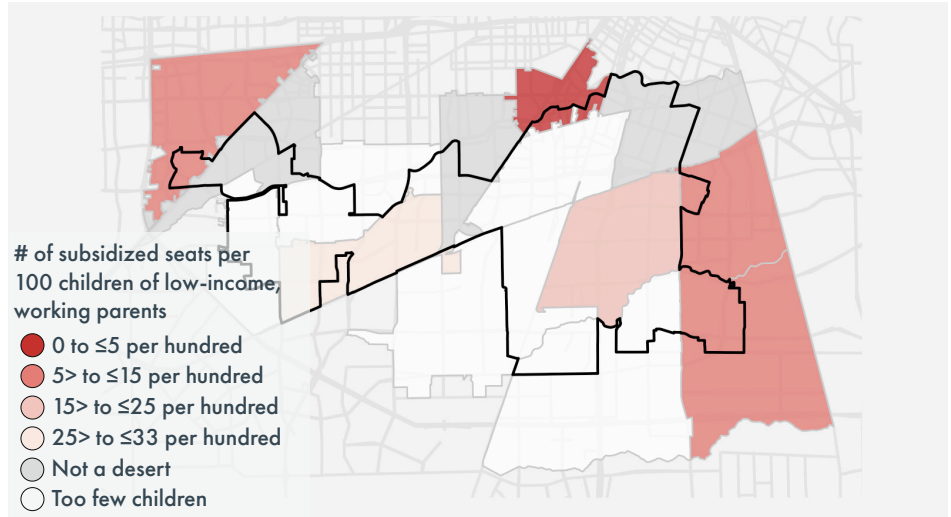 # of subsidized seats per
100 children of low-income,
working parents
0 to ≤5 per hundred
5> to ≤15 per hundred
15> to ≤25 per hundred
25> to ≤33 per hundred
Not a desert
Too few children